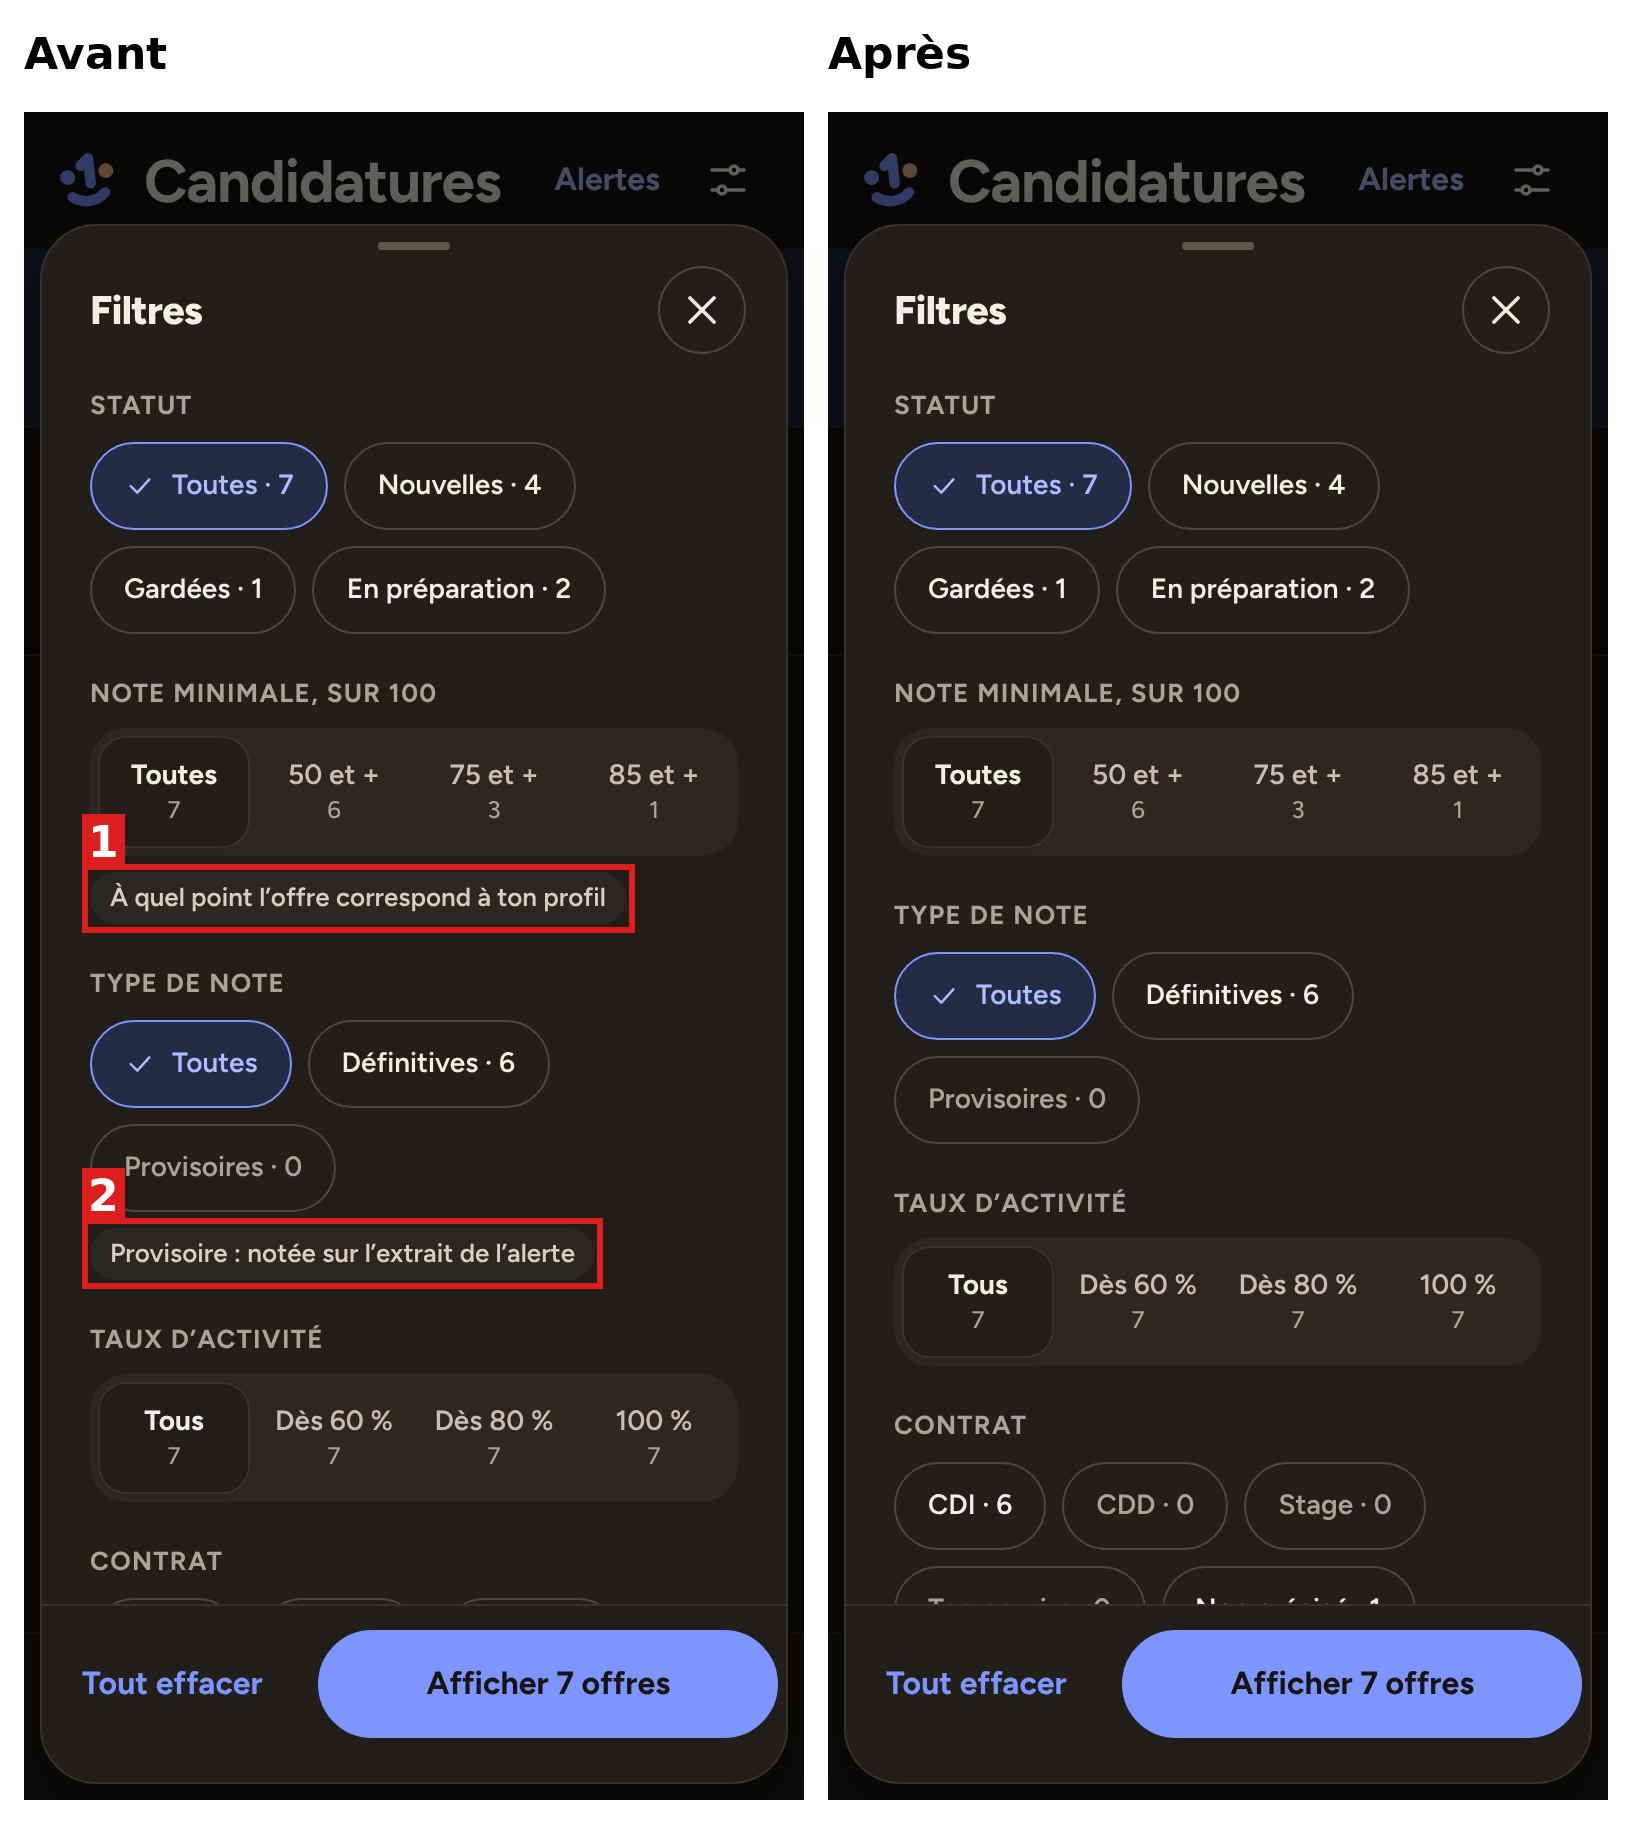 Avant
Candidatures Alertes
Filtres
STATUT
Toutes · 7 Nouvelles · 4
Gardées · 1 En préparation · 2
NOTE MINIMALE, SUR 100
Toutes 50 et + 75 et + 85 et +
7 6 3 1
1
À quel point l’offre correspond à ton profil
TYPE DE NOTE
Toutes Définitives · 6
Provisoires · 0
2
Provisoire : notée sur l’extrait de l’alerte
TAUX D’ACTIVITÉ
Tous Dès 60 % Dès 80 % 100 %
7 7 7 7
CONTRAT
Tout effacer Afficher 7 offres
Après
Candidatures Alertes
Filtres
STATUT
Toutes · 7 Nouvelles · 4
Gardées · 1 En préparation · 2
NOTE MINIMALE, SUR 100
Toutes 50 et + 75 et + 85 et +
7 6 3 1
TYPE DE NOTE
Toutes Définitives · 6
Provisoires · 0
TAUX D’ACTIVITÉ
Tous Dès 60 % Dès 80 % 100 %
7 7 7 7
CONTRAT
CDI · 6 CDD · 0 Stage · 0
Tout effacer Afficher 7 offres